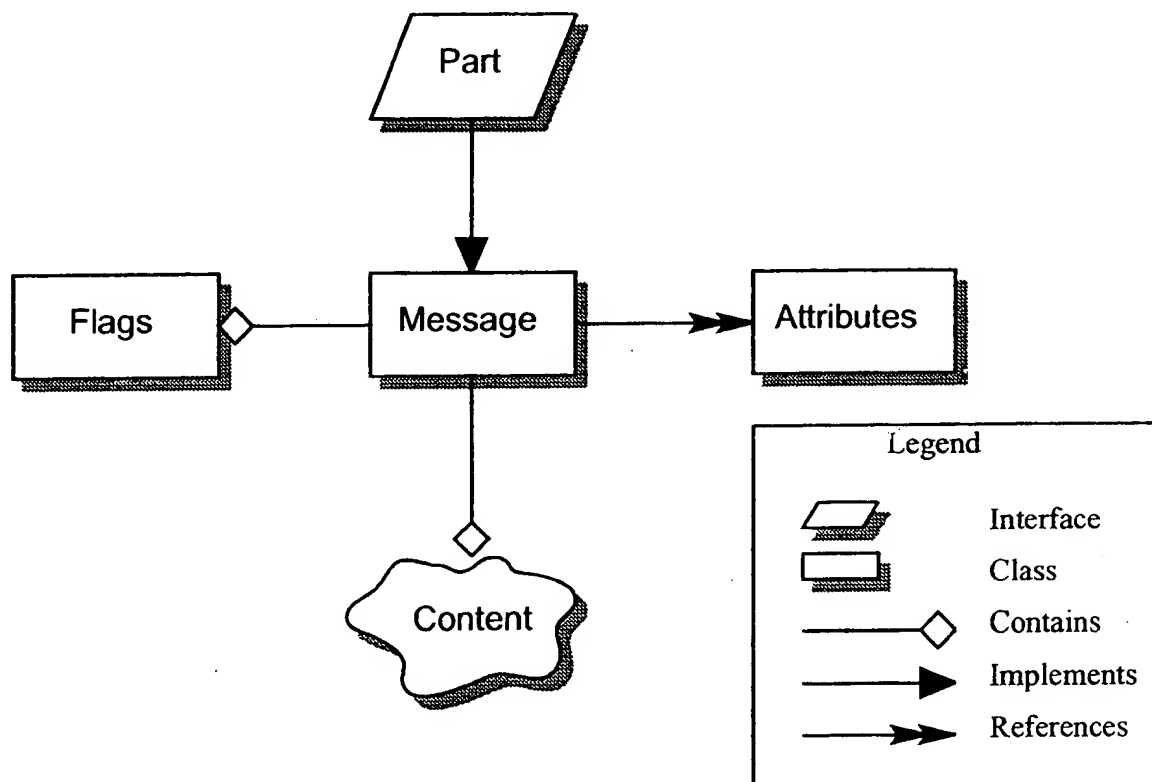 Part
Flags
Message
Attributes
Content
Legend
Interface
Class
Contains
Implements
References